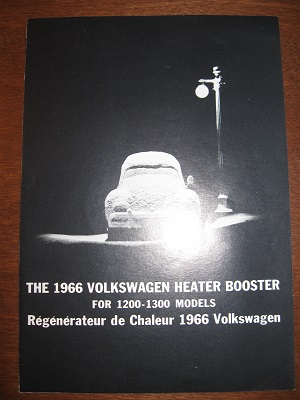 THE 1966 VOLKSWAGEN HEATER BOOSTER
FOR 1200-1300 MODELS
Régénérateur de Chaleur 1966 Volkswagen